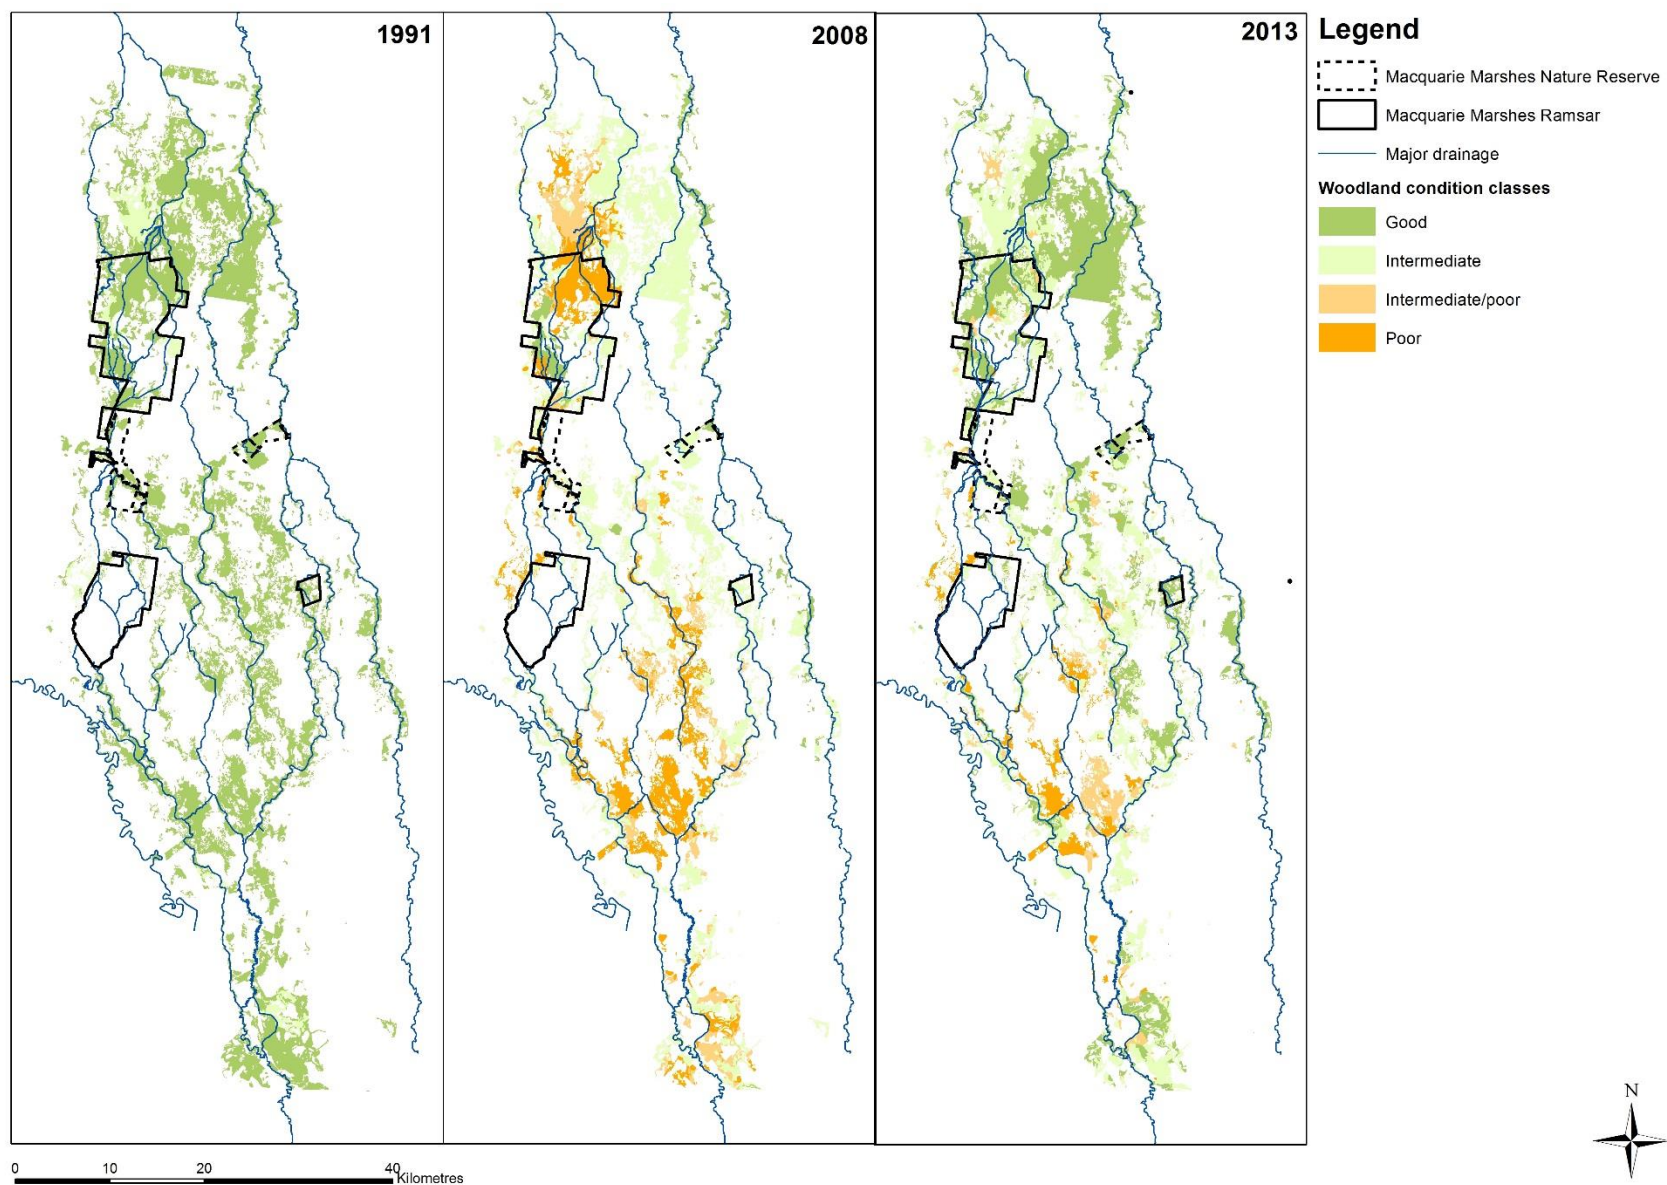 1991
2008
2013
Legend
Macquarie Marshes Nature Reserve
Macquarie Marshes Ramsar
Major drainage
Woodland condition classes
Good
Intermediate
Intermediate/poor
Poor
N
0 10 20 40
Kilometres